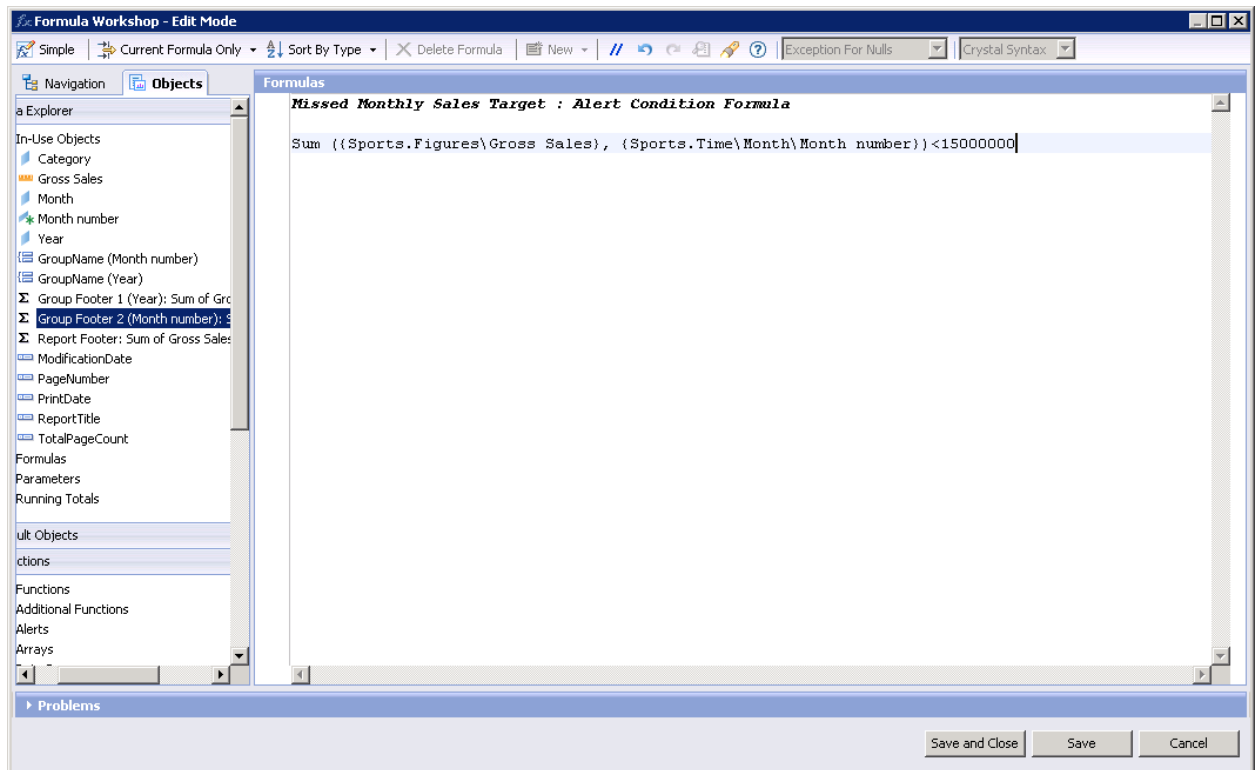 Formula Workshop - Edit Mode
Simple Current Formula Only Sort By Type Delete Formula New // Exception For Nulls Crystal Syntax
Navigation Objects
a Explorer
In-Use Objects
Category
Gross Sales
Month
Month number
Year
GroupName (Month number)
GroupName (Year)
Group Footer 1 (Year): Sum of Gro
Group Footer 2 (Month number): S
Report Footer: Sum of Gross Sales
ModificationDate
PageNumber
PrintDate
ReportTitle
TotalPageCount
Formulas
Parameters
Running Totals
ult Objects
ctions
Functions
Additional Functions
Alerts
Arrays
Formulas
Missed Monthly Sales Target : Alert Condition Formula
Sum ({Sports.Figures\Gross Sales}, {Sports.Time\Month\Month number})<15000000
Problems
Save and Close Save Cancel